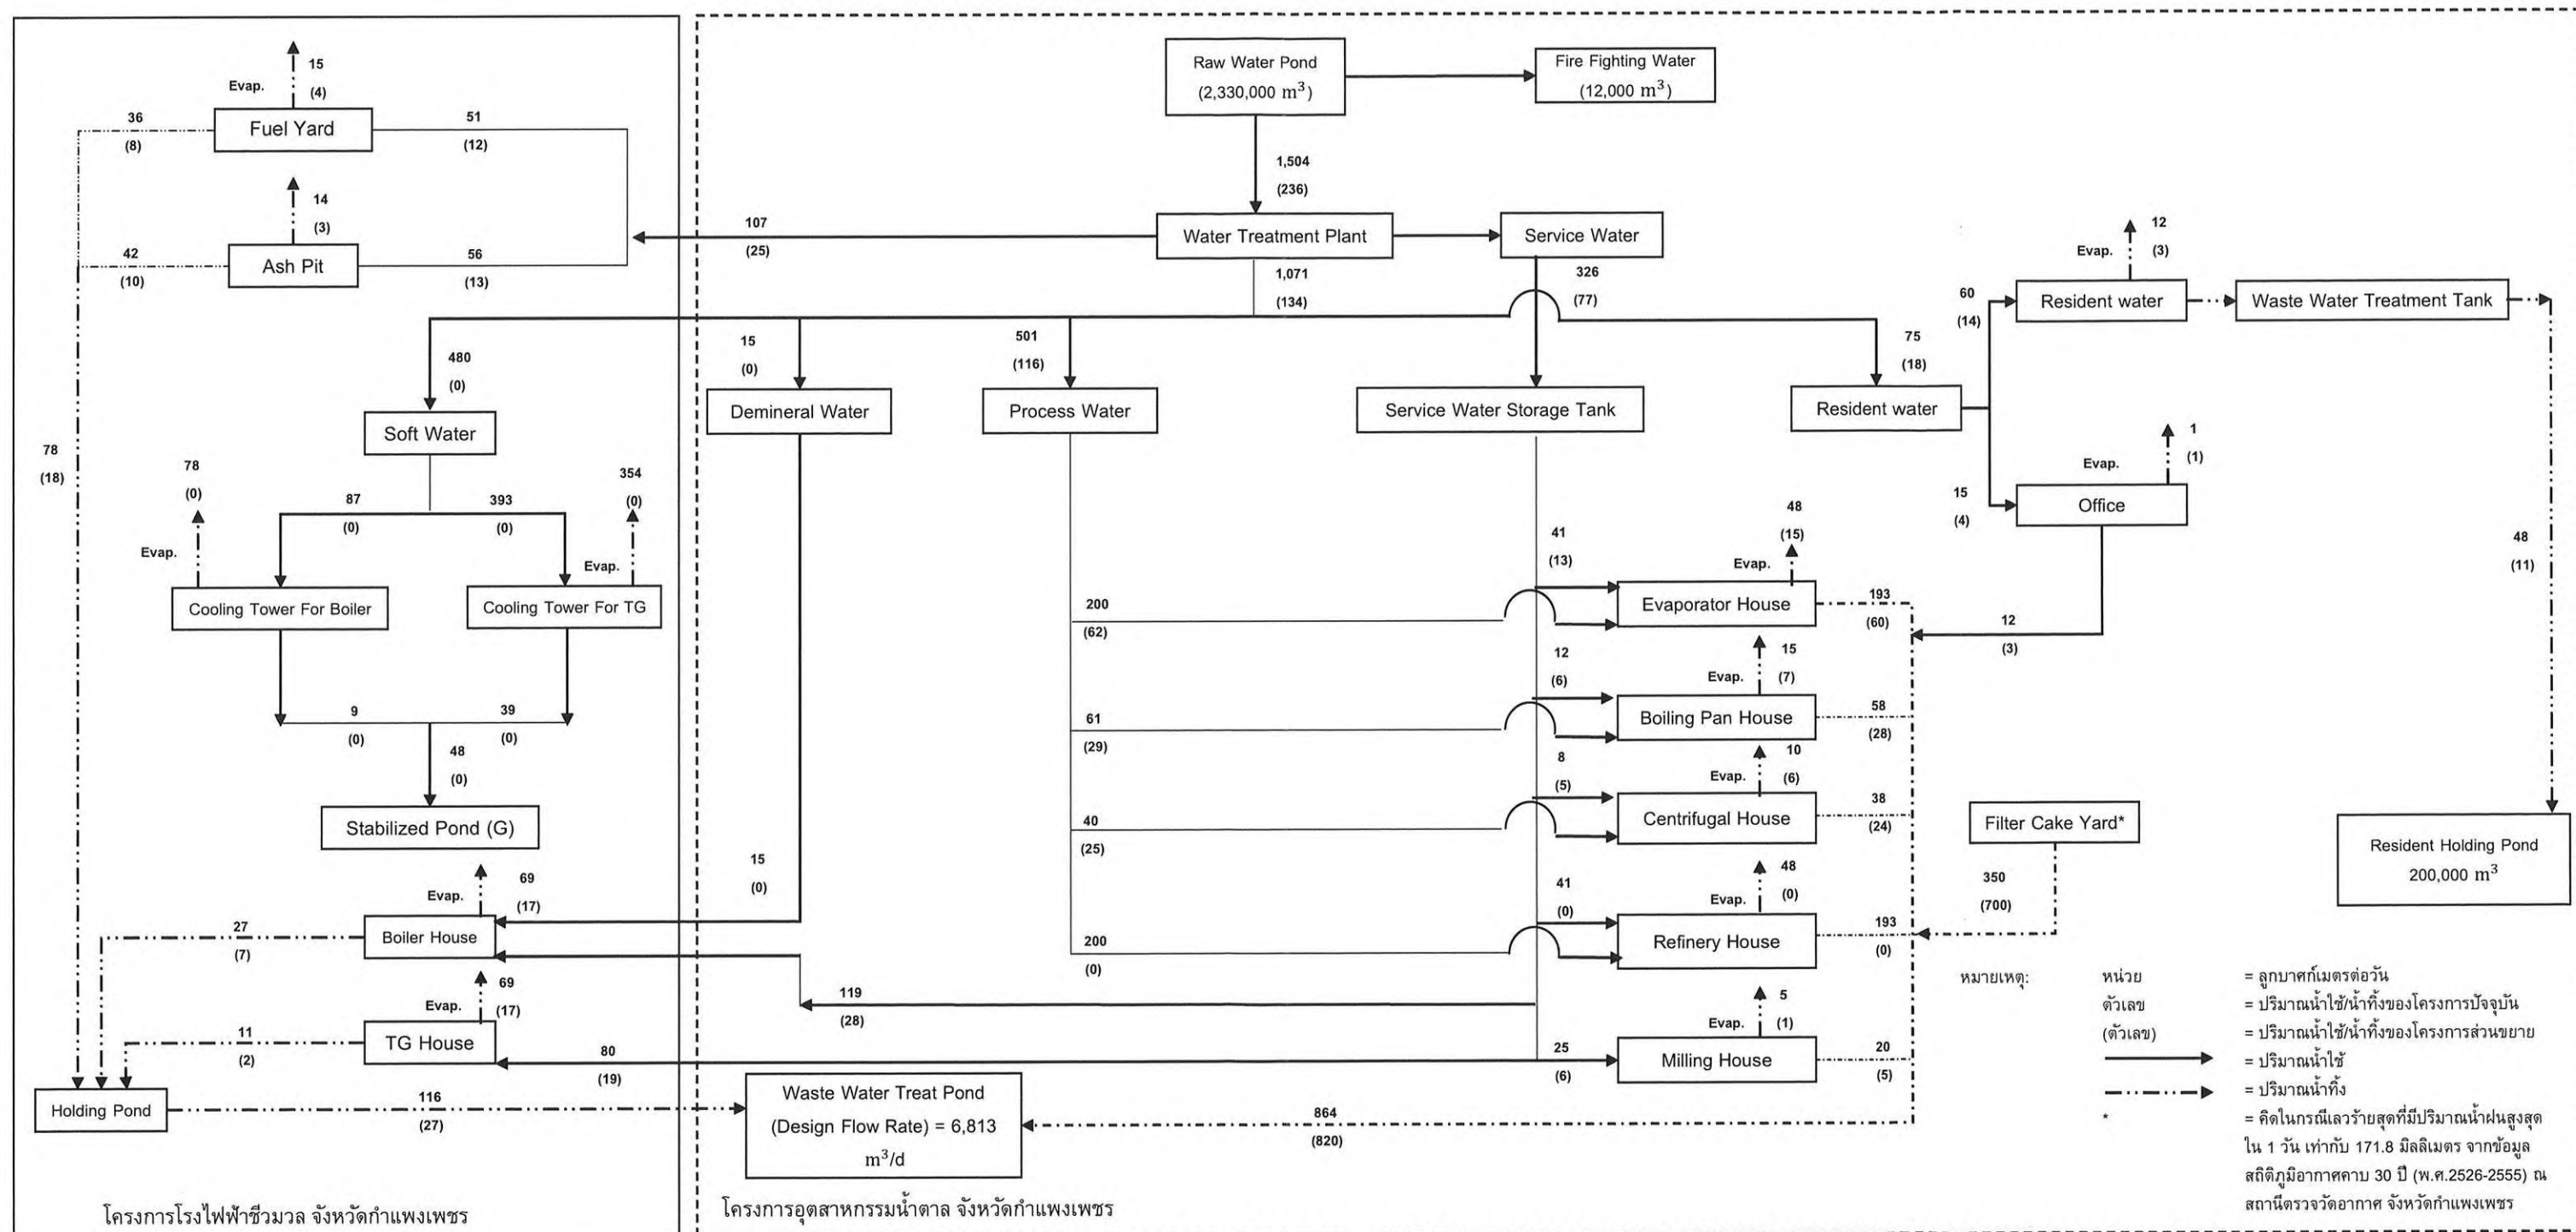 15
Evap.
(4)
36
Fuel Yard
51
(8)
(12)
14
(3)
42
Ash Pit
56
(10)
(13)
78
(18)
480
(0)
Soft Water
78
(0)
354
(0)
87
(0)
393
(0)
Evap.
Evap.
Cooling Tower For Boiler
Cooling Tower For TG
9
(0)
39
(0)
48
(0)
Stabilized Pond (G)
Evap.
69
(17)
27
(7)
Boiler House
Evap.
69
(17)
11
(2)
TG House
Holding Pond
116
(27)
โครงการโรงไฟฟ้าชีวมวล จังหวัดกำแพงเพชร
Raw Water Pond
(2,330,000 m³)
Fire Fighting Water
(12,000 m³)
1,504
(236)
107
(25)
Water Treatment Plant
Service Water
1,071
(134)
326
(77)
15
(0)
501
(116)
75
(18)
Demineral Water
Process Water
Service Water Storage Tank
Resident water
12
Evap.
(3)
60
(14)
Resident water
Waste Water Treatment Tank
1
Evap.
(1)
15
(4)
Office
48
(11)
12
(3)
41
(13)
48
(15)
Evap.
200
(62)
Evaporator House
193
(60)
12
(6)
15
Evap.
(7)
61
(29)
Boiling Pan House
58
(28)
8
(5)
10
Evap.
(6)
40
(25)
Centrifugal House
38
(24)
Filter Cake Yard*
350
(700)
Resident Holding Pond
200,000 m³
15
(0)
41
(0)
48
Evap.
(0)
200
(0)
Refinery House
193
(0)
119
(28)
5
Evap.
(1)
80
(19)
25
(6)
Milling House
20
(5)
Waste Water Treat Pond
(Design Flow Rate) = 6,813
m³/d
864
(820)
โครงการอุตสาหกรรมน้ำตาล จังหวัดกำแพงเพชร
หมายเหตุ: หน่วย = ลูกบาศก์เมตรต่อวัน
ตัวเลข = ปริมาณน้ำใช้/น้ำทิ้งของโครงการปัจจุบัน
(ตัวเลข) = ปริมาณน้ำใช้/น้ำทิ้งของโครงการส่วนขยาย
= ปริมาณน้ำใช้
= ปริมาณน้ำทิ้ง
* = คิดในกรณีเลวร้ายสุดที่มีปริมาณน้ำฝนสูงสุด
ใน 1 วัน เท่ากับ 171.8 มิลลิเมตร จากข้อมูล
สถิติภูมิอากาศคาบ 30 ปี (พ.ศ.2526-2555) ณ
สถานีตรวจวัดอากาศ จังหวัดกำแพงเพชร